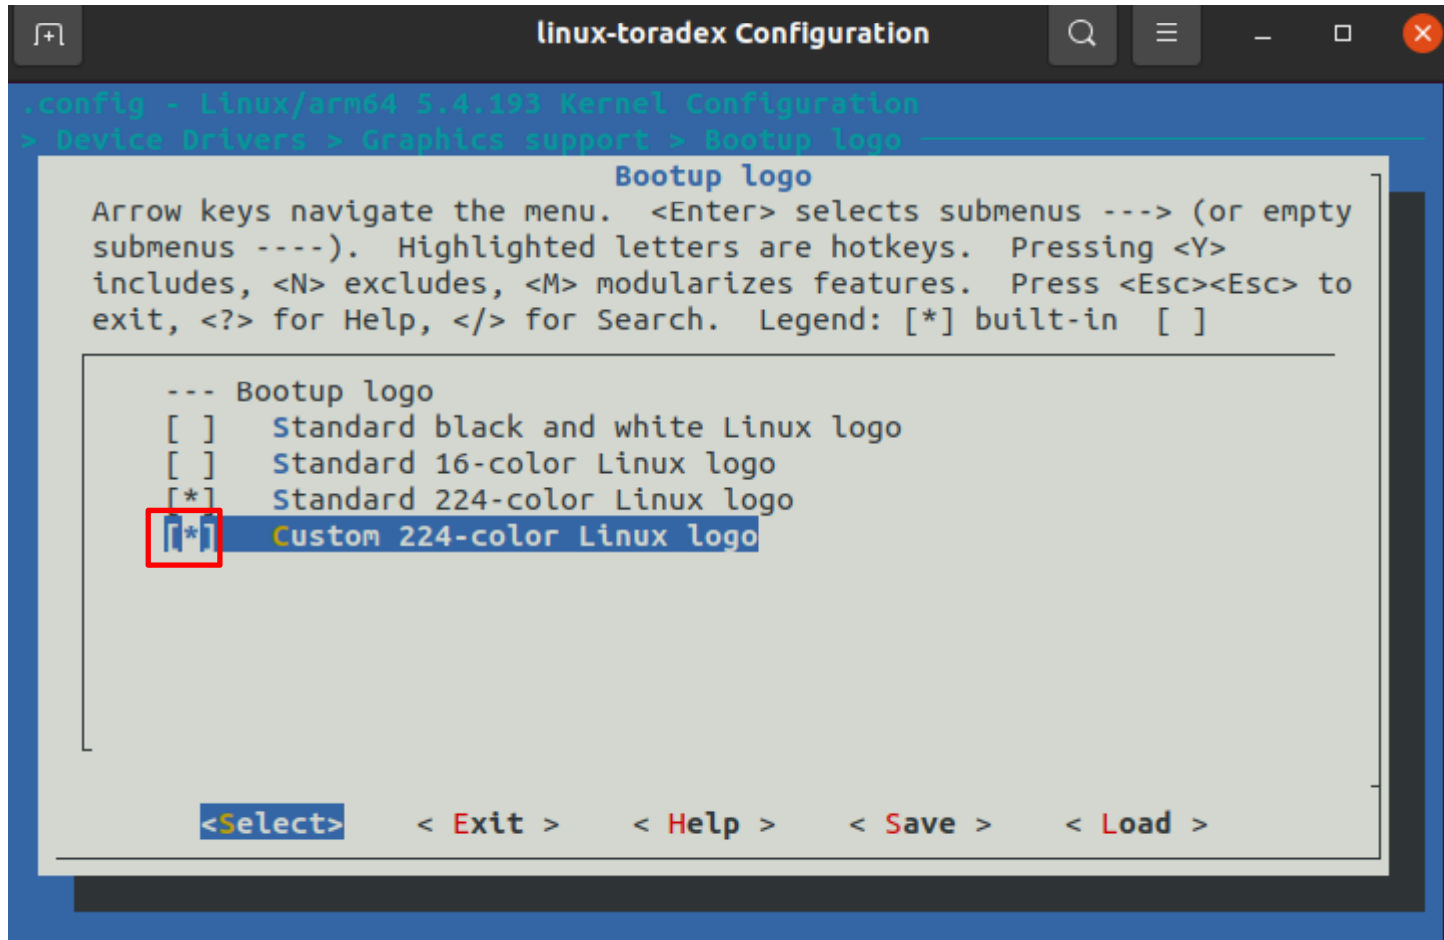 linux-toradex Configuration
.config - Linux/arm64 5.4.193 Kernel Configuration
> Device Drivers > Graphics support > Bootup logo
Bootup logo
Arrow keys navigate the menu.  <Enter> selects submenus ---> (or empty
submenus ----).  Highlighted letters are hotkeys.  Pressing <Y>
includes, <N> excludes, <M> modularizes features.  Press <Esc><Esc> to
exit, <?> for Help, </> for Search.  Legend: [*] built-in  [ ]
--- Bootup logo
[ ]   Standard black and white Linux logo
[ ]   Standard 16-color Linux logo
[*]   Standard 224-color Linux logo
[*]   Custom 224-color Linux logo
<Select>    < Exit >    < Help >    < Save >    < Load >